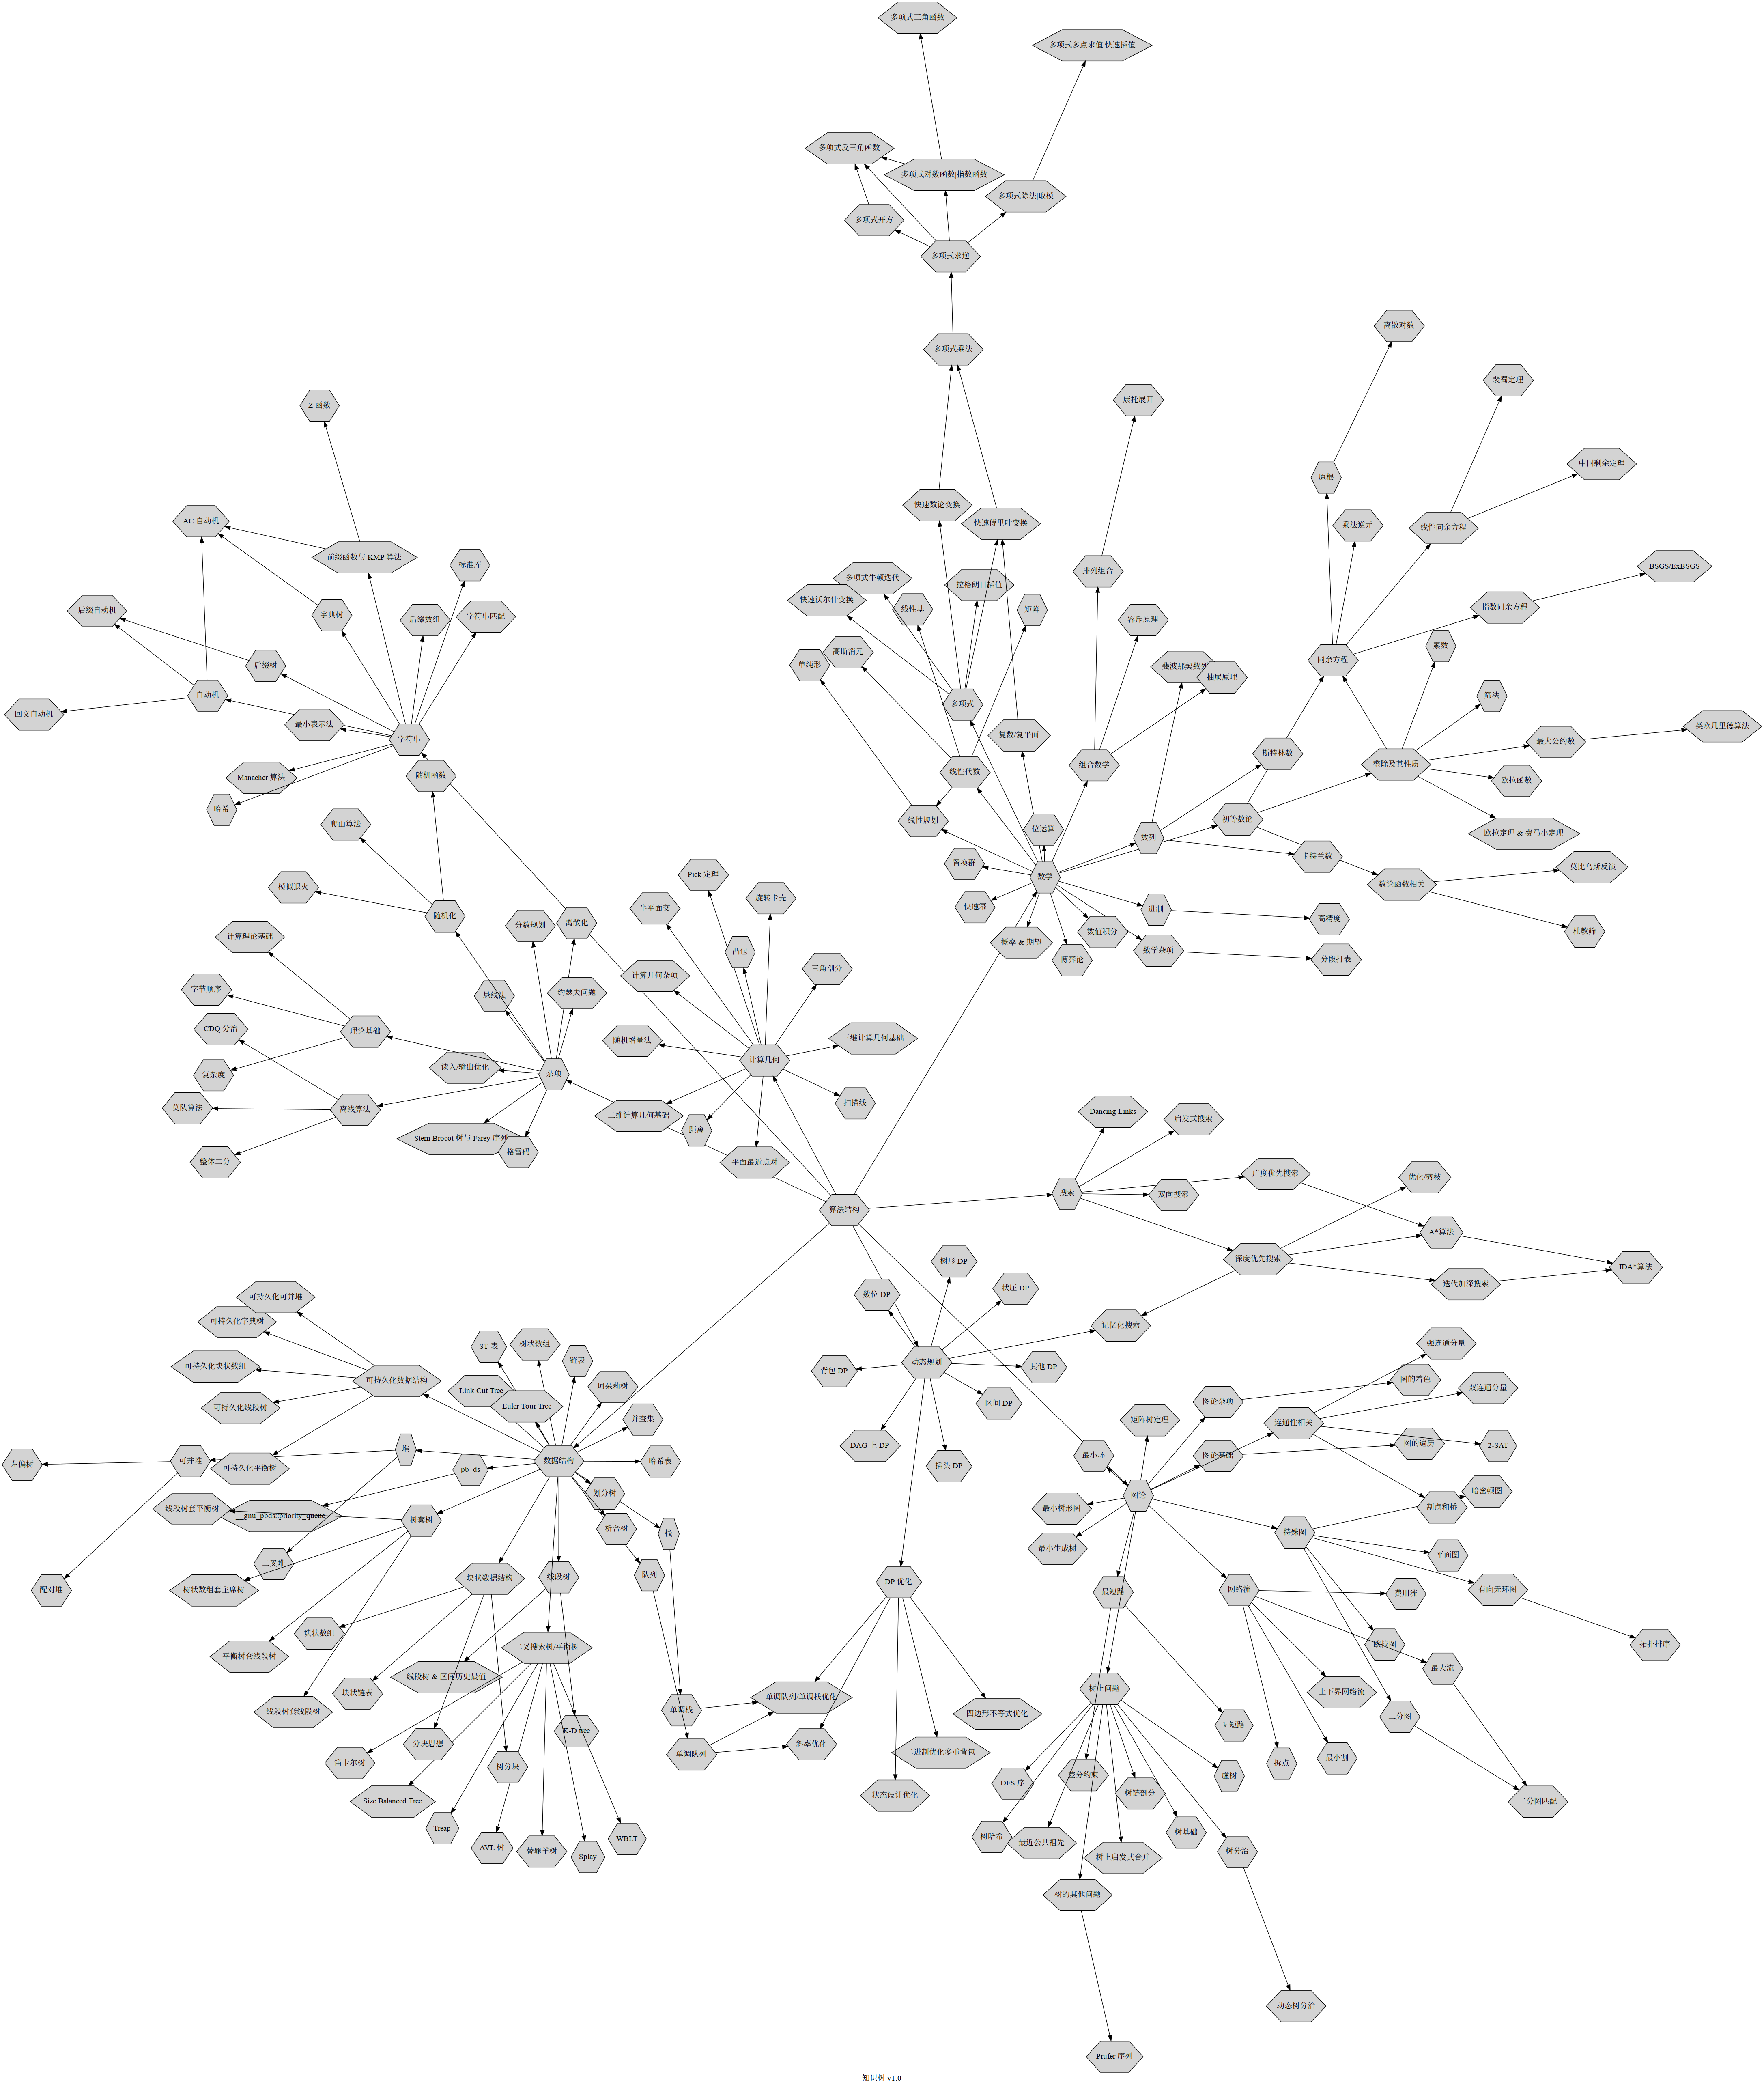 多项式三角函数
多项式多点求值|快速插值
多项式反三角函数
多项式对数函数|指数函数
多项式除法|取模
多项式开方
多项式求逆
离散对数
多项式乘法
裴蜀定理
康托展开
Z 函数
中国剩余定理
原根
快速数论变换
AC 自动机
快速傅里叶变换
乘法逆元
线性同余方程
前缀函数与 KMP 算法
标准库
BSGS/ExBSGS
排列组合
多项式牛顿迭代
拉格朗日插值
快速沃尔什变换
指数同余方程
后缀自动机
字典树
后缀数组
字符串匹配
线性基
矩阵
容斥原理
素数
高斯消元
后缀树
单纯形
同余方程
斐波那契数列
抽屉原理
自动机
筛法
多项式
回文自动机
最小表示法
类欧几里德算法
字符串
复数/复平面
最大公约数
斯特林数
组合数学
整除及其性质
线性代数
随机函数
Manacher 算法
欧拉函数
哈希
线性规划
初等数论
爬山算法
位运算
数列
欧拉定理 & 费马小定理
卡特兰数
置换群
莫比乌斯反演
Pick 定理
数学
数论函数相关
模拟退火
旋转卡壳
半平面交
快速幂
进制
随机化
高精度
分数规划
离散化
数值积分
杜教筛
计算理论基础
概率 & 期望
凸包
数学杂项
博弈论
分段打表
三角剖分
计算几何杂项
字节顺序
悬线法
约瑟夫问题
CDQ 分治
理论基础
三维计算几何基础
随机增量法
计算几何
读入/输出优化
复杂度
杂项
扫描线
莫队算法
离线算法
二维计算几何基础
Dancing Links
启发式搜索
距离
Stern Brocot 树与 Farey 序列
格雷码
整体二分
平面最近点对
广度优先搜索
优化/剪枝
搜索
双向搜索
算法结构
A*算法
树形 DP
深度优先搜索
IDA*算法
迭代加深搜索
状压 DP
数位 DP
可持久化可并堆
可持久化字典树
记忆化搜索
强连通分量
ST 表
树状数组
链表
动态规划
可持久化块状数组
背包 DP
其他 DP
可持久化数据结构
图的着色
珂朵莉树
双连通分量
Link Cut Tree
图论杂项
区间 DP
Euler Tour Tree
可持久化线段树
并查集
矩阵树定理
连通性相关
DAG 上 DP
图的遍历
2-SAT
堆
最小环
图论基础
数据结构
哈希表
左偏树
可并堆
插头 DP
可持久化平衡树
pb_ds
划分树
哈密顿图
图论
割点和桥
线段树套平衡树
最小树形图
__gnu_pbds::priority_queue
树套树
析合树
特殊图
栈
最小生成树
平面图
二叉堆
队列
块状数据结构
线段树
DP 优化
配对堆
树状数组套主席树
最短路
网络流
费用流
有向无环图
块状数组
欧拉图
拓扑排序
二叉搜索树/平衡树
平衡树套线段树
最大流
线段树 & 区间历史最值
树上问题
块状链表
上下界网络流
单调队列/单调栈优化
单调栈
线段树套线段树
四边形不等式优化
二分图
k 短路
K-D tree
分块思想
斜率优化
二进制优化多重背包
单调队列
最小割
笛卡尔树
拆点
树分块
差分约束
虚树
DFS 序
状态设计优化
树链剖分
Size Balanced Tree
二分图匹配
Treap
树基础
树哈希
WBLT
最近公共祖先
AVL 树
替罪羊树
树分治
Splay
树上启发式合并
树的其他问题
动态树分治
Prufer 序列
知识树 v1.0